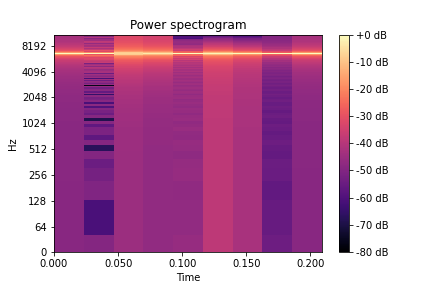 Power spectrogram
Hz
8192
4096
2048
1024
512
256
128
64
0
0.000 0.050 0.100 0.150 0.200
Time
+0 dB
-10 dB
-20 dB
-30 dB
-40 dB
-50 dB
-60 dB
-70 dB
-80 dB